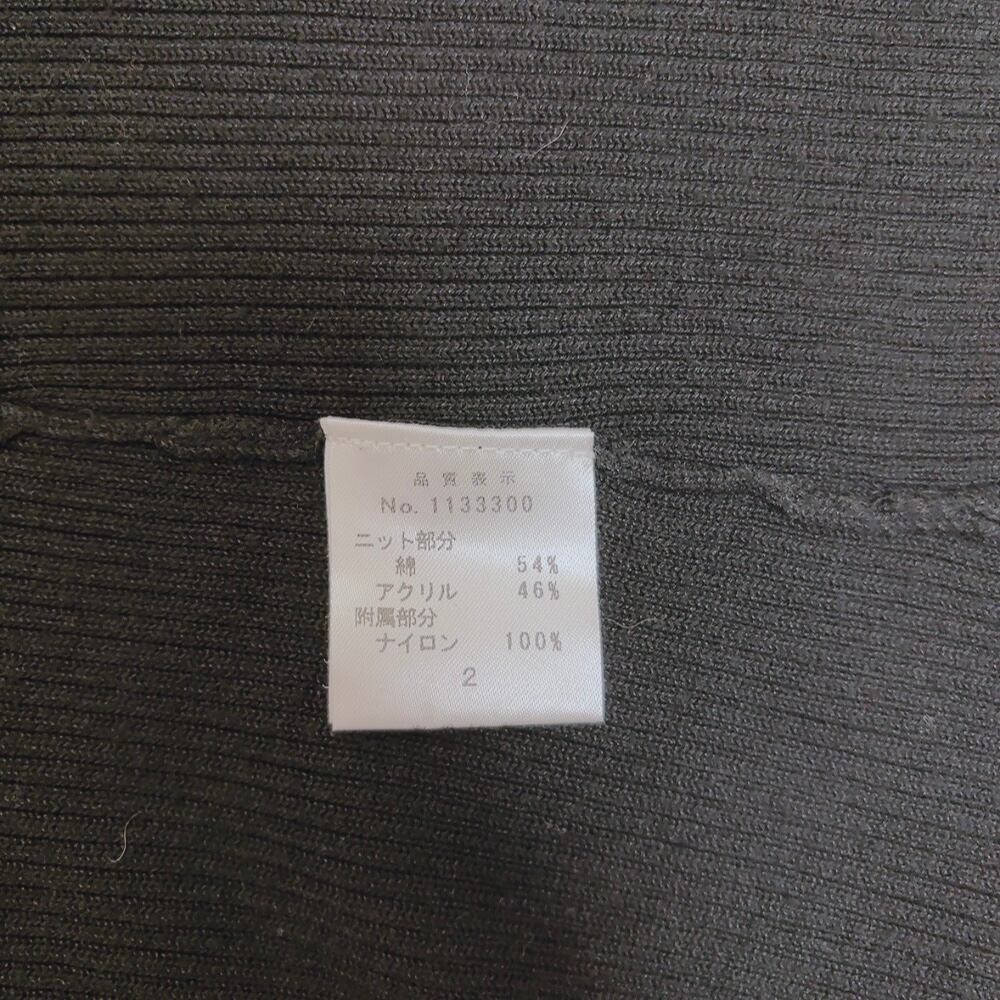 品質表示
No. 1133300
ニット部分
綿 54%
アクリル 46%
附属部分
ナイロン 100%
2